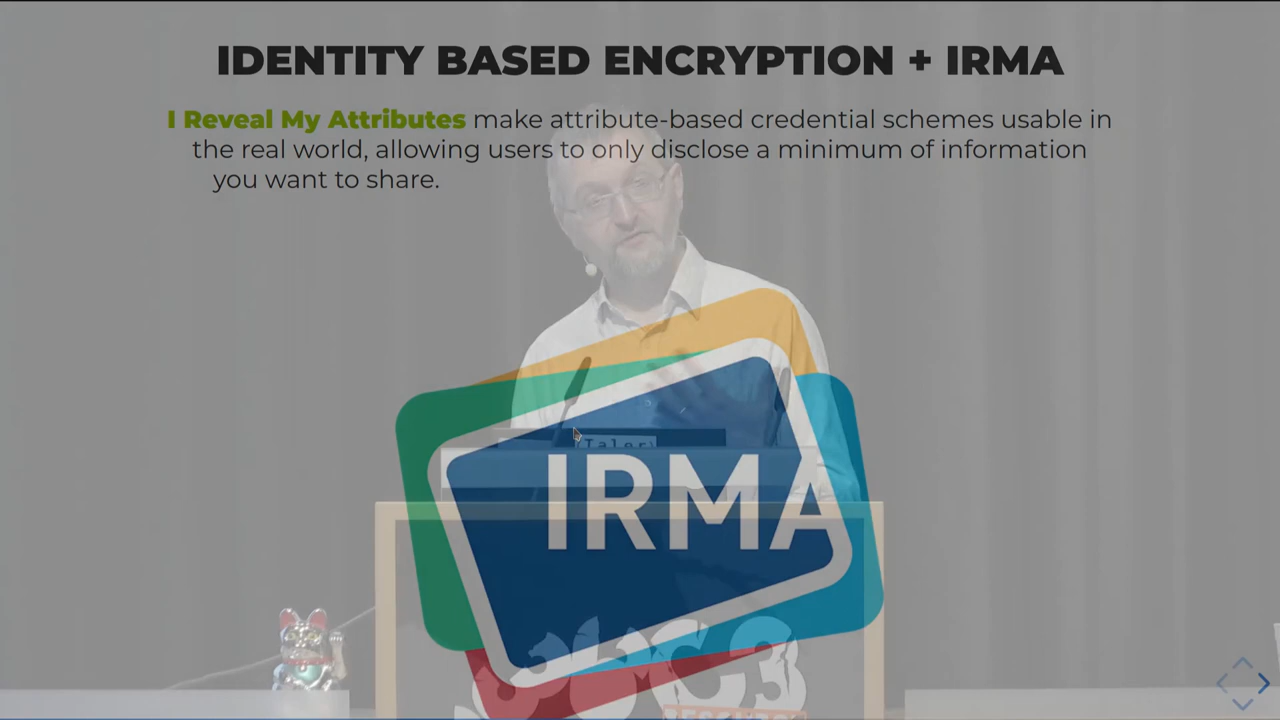 IDENTITY BASED ENCRYPTION + IRMA
I Reveal My Attributes make attribute-based credential schemes usable in
the real world, allowing users to only disclose a minimum of information
you want to share.
Taler
IRMA